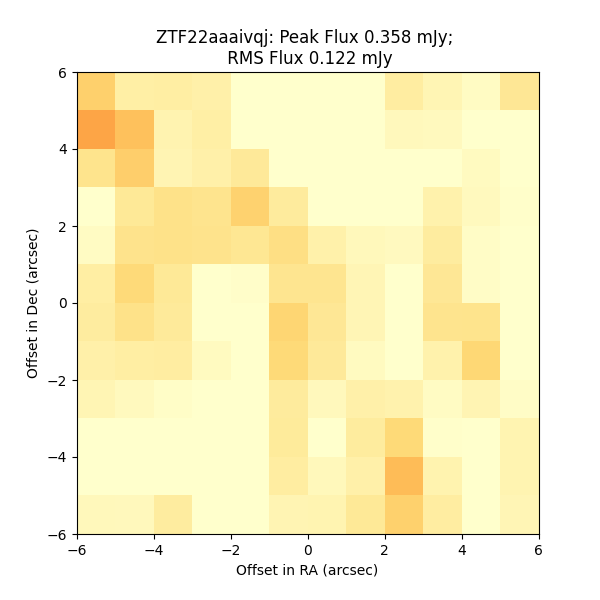 ZTF22aaaivqj: Peak Flux 0.358 mJy;
RMS Flux 0.122 mJy
6
4
2
0
−2
−4
−6
Offset in Dec (arcsec)
−6 −4 −2 0 2 4 6
Offset in RA (arcsec)